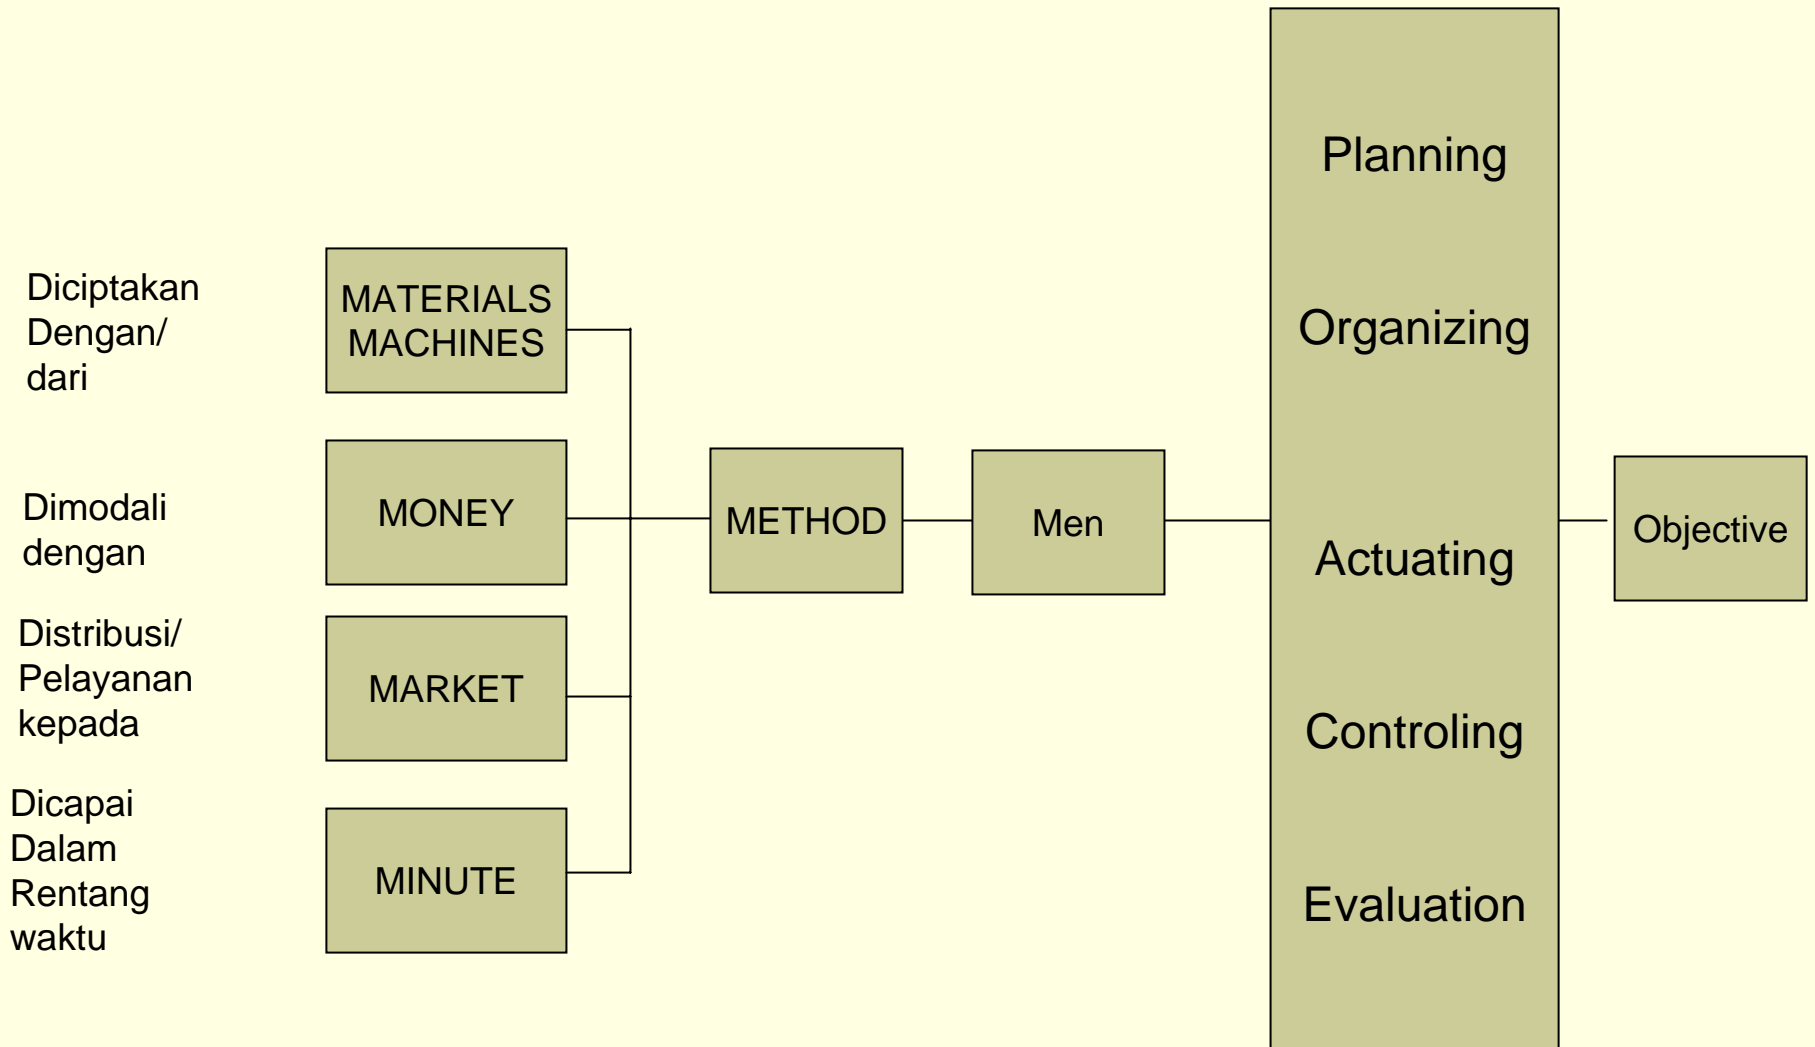 Diciptakan
Dengan/
dari
MATERIALS
MACHINES
Dimodali
dengan
MONEY
Distribusi/
Pelayanan
kepada
MARKET
Dicapai
Dalam
Rentang
waktu
MINUTE
METHOD
Men
Planning
Organizing
Actuating
Controling
Evaluation
Objective